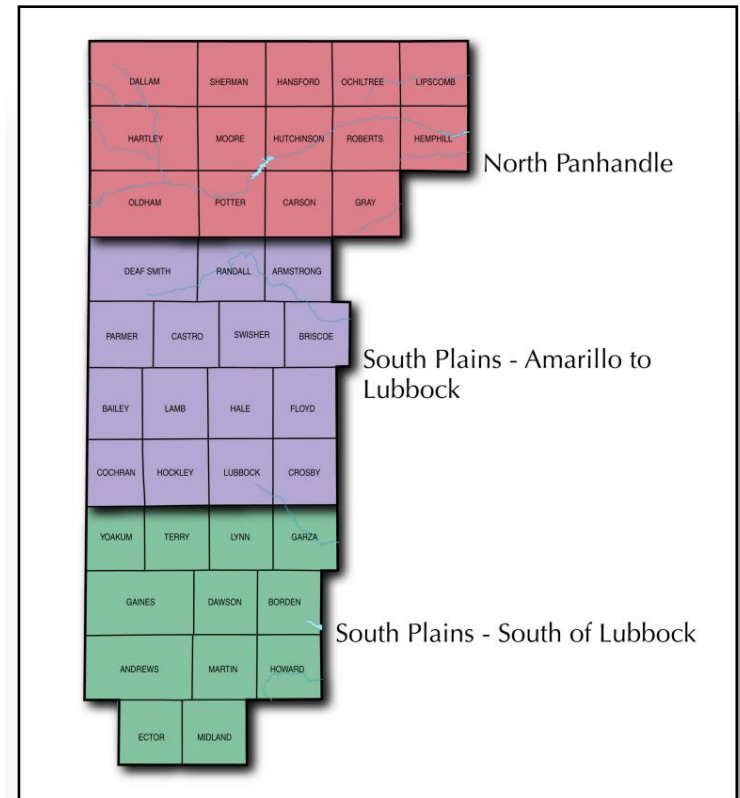 DALLAM SHERMAN HANSFORD OCHILTREE LIPSCOMB
HARTLEY MOORE HUTCHINSON ROBERTS HEMPHILL
North Panhandle
OLDHAM POTTER CARSON GRAY
DEAF SMITH RANDALL ARMSTRONG
PARMER CASTRO SWISHER BRISCOE
South Plains - Amarillo to
Lubbock
BAILEY LAMB HALE FLOYD
COCHRAN HOCKLEY LUBBOCK CROSBY
YOAKUM TERRY LYNN GARZA
GAINES DAWSON BORDEN
South Plains - South of Lubbock
ANDREWS MARTIN HOWARD
ECTOR MIDLAND